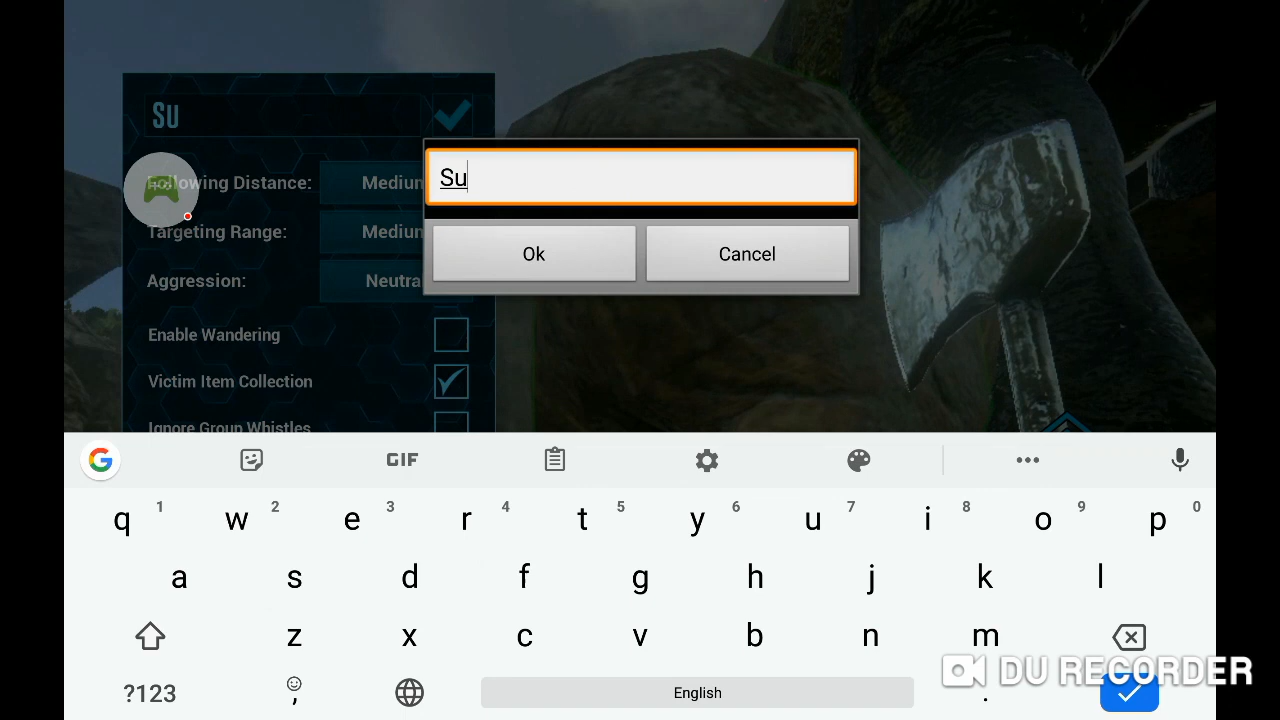 Su
Su
Following Distance:
Medium
Targeting Range:
Medium
Ok
Cancel
Aggression:
Neutra
Enable Wandering
Victim Item Collection
Ignore Group Whistles
G
GIF
q 1 w 2 e 3 r 4 t 5 y 6 u 7 i 8 o 9 p 0
a s d f g h j k l
z x c v b n m
DU RECORDER
?123 , English .